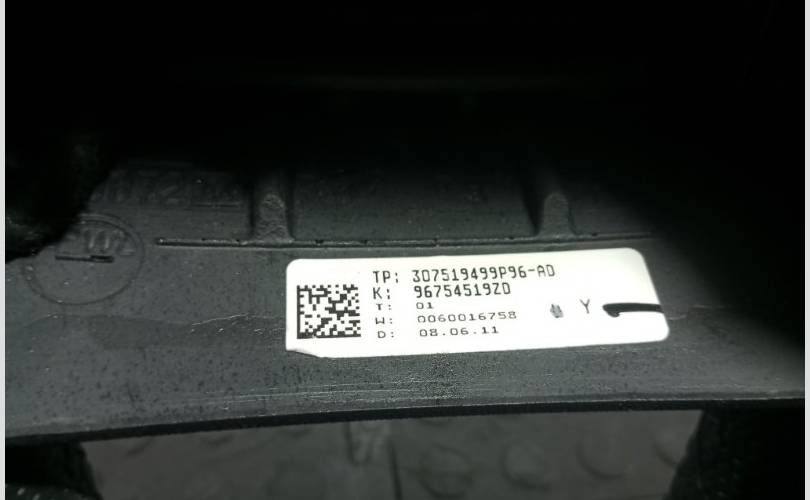 TP: 307519499P96-AD
K: 96754519ZD
T: 01
W: 0060016758
D: 08.06.11
Y